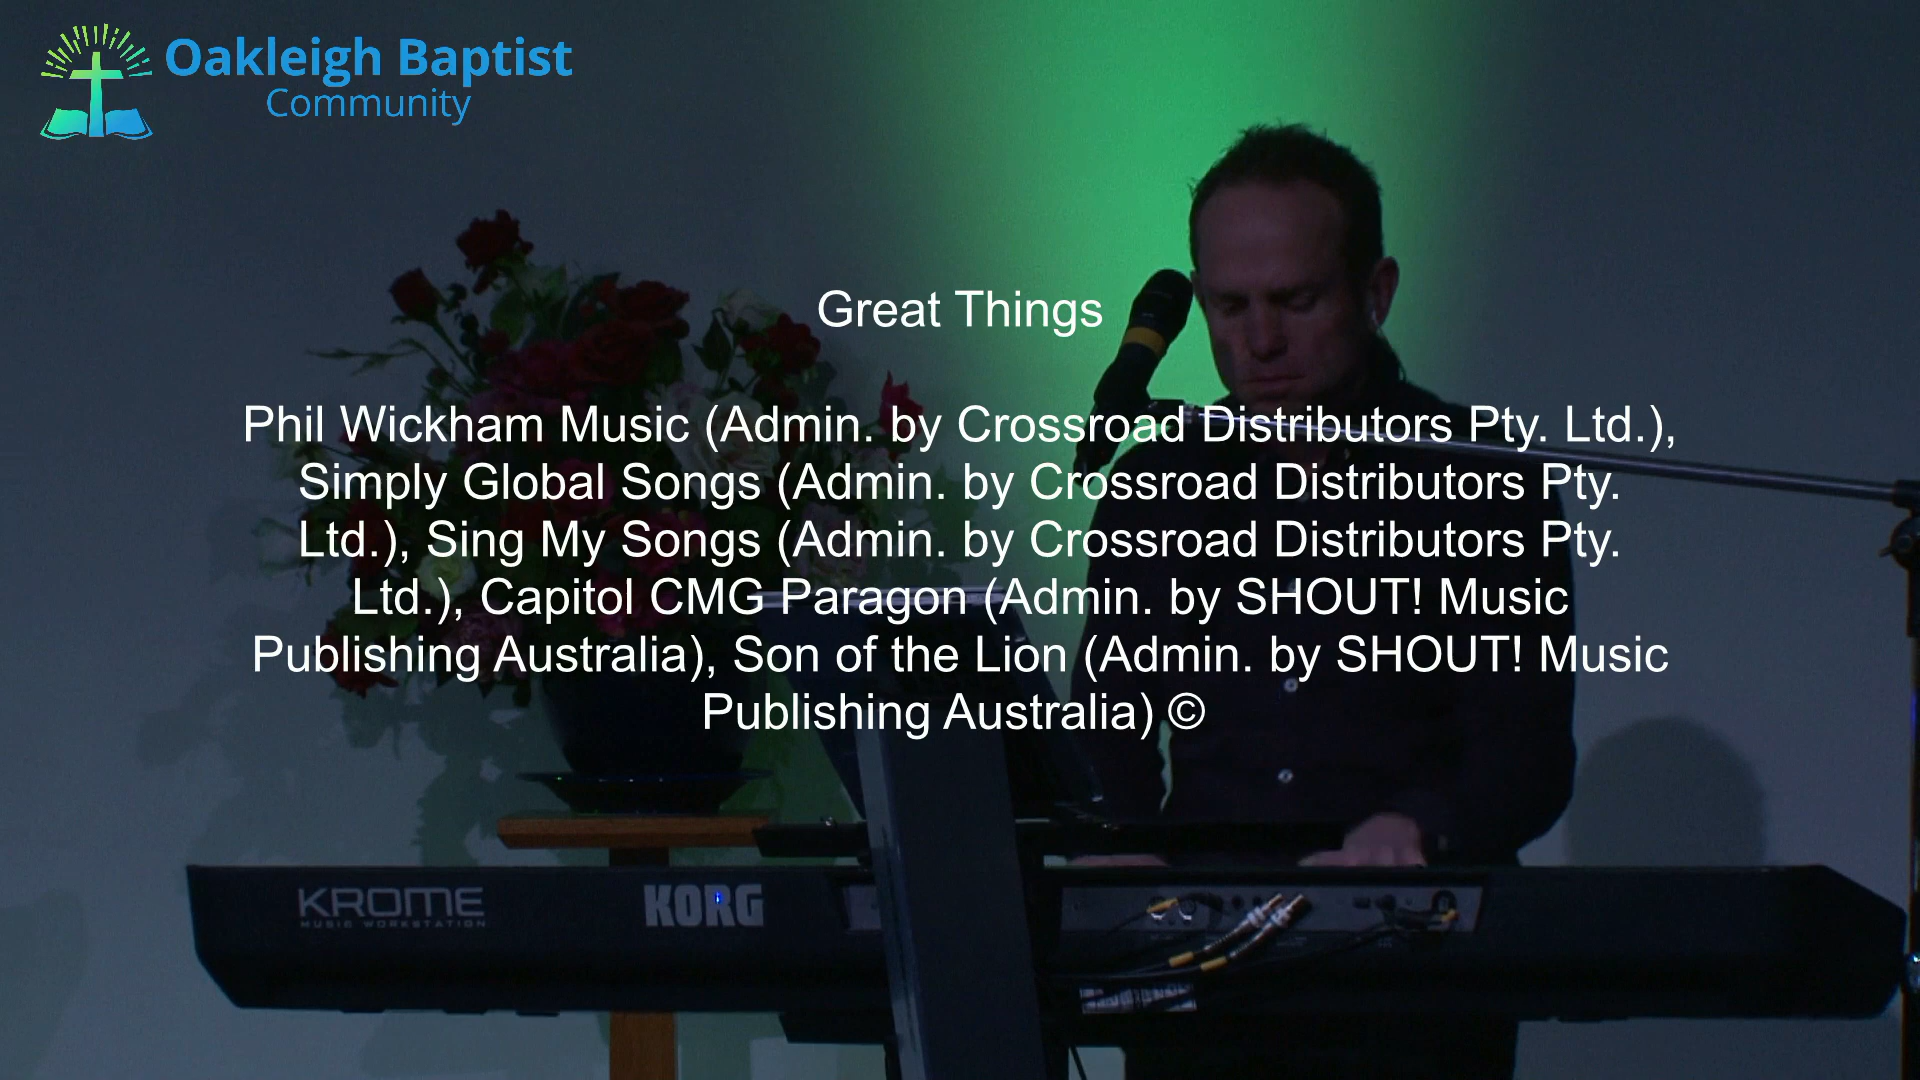 Oakleigh Baptist
Community
Great Things
Phil Wickham Music (Admin. by Crossroad Distributors Pty. Ltd.),
Simply Global Songs (Admin. by Crossroad Distributors Pty.
Ltd.), Sing My Songs (Admin. by Crossroad Distributors Pty.
Ltd.), Capitol CMG Paragon (Admin. by SHOUT! Music
Publishing Australia), Son of the Lion (Admin. by SHOUT! Music
Publishing Australia) ©
KROME
MUSIC WORKSTATION
KORG